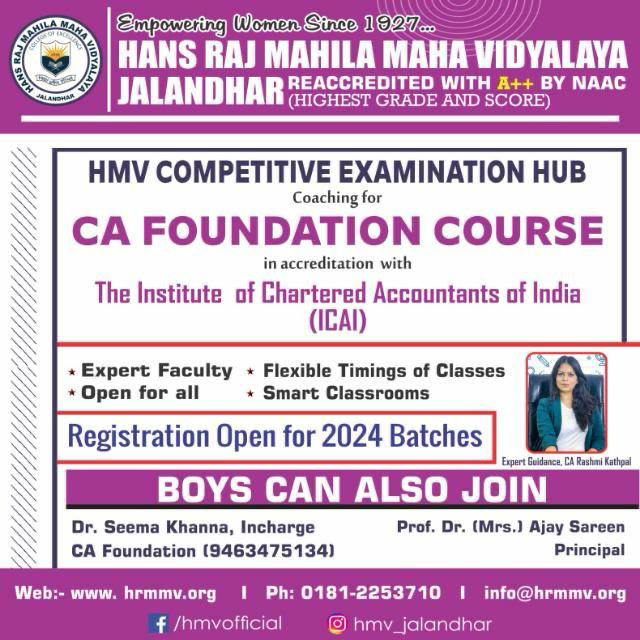 HANS RAJ MAHILA MAHA VIDYALAYA
COLLEGE OF EXCELLENCE
JALANDHAR
Empowering Women Since 1927...
HANS RAJ MAHILA MAHA VIDYALAYA
JALANDHAR REACCREDITED WITH A++ BY NAAC
(HIGHEST GRADE AND SCORE)
HMV COMPETITIVE EXAMINATION HUB
Coaching for
CA FOUNDATION COURSE
in accreditation with
The Institute of Chartered Accountants of India
(ICAI)
★ Expert Faculty ★ Flexible Timings of Classes
★ Open for all ★ Smart Classrooms
Registration Open for 2024 Batches
Expert Guidance, CA Rashmi Kathpal
BOYS CAN ALSO JOIN
Dr. Seema Khanna, Incharge
CA Foundation (9463475134)
Prof. Dr. (Mrs.) Ajay Sareen
Principal
Web:- www. hrmmv.org I Ph: 0181-2253710 I info@hrmmv.org
/hmvofficial hmv_jalandhar